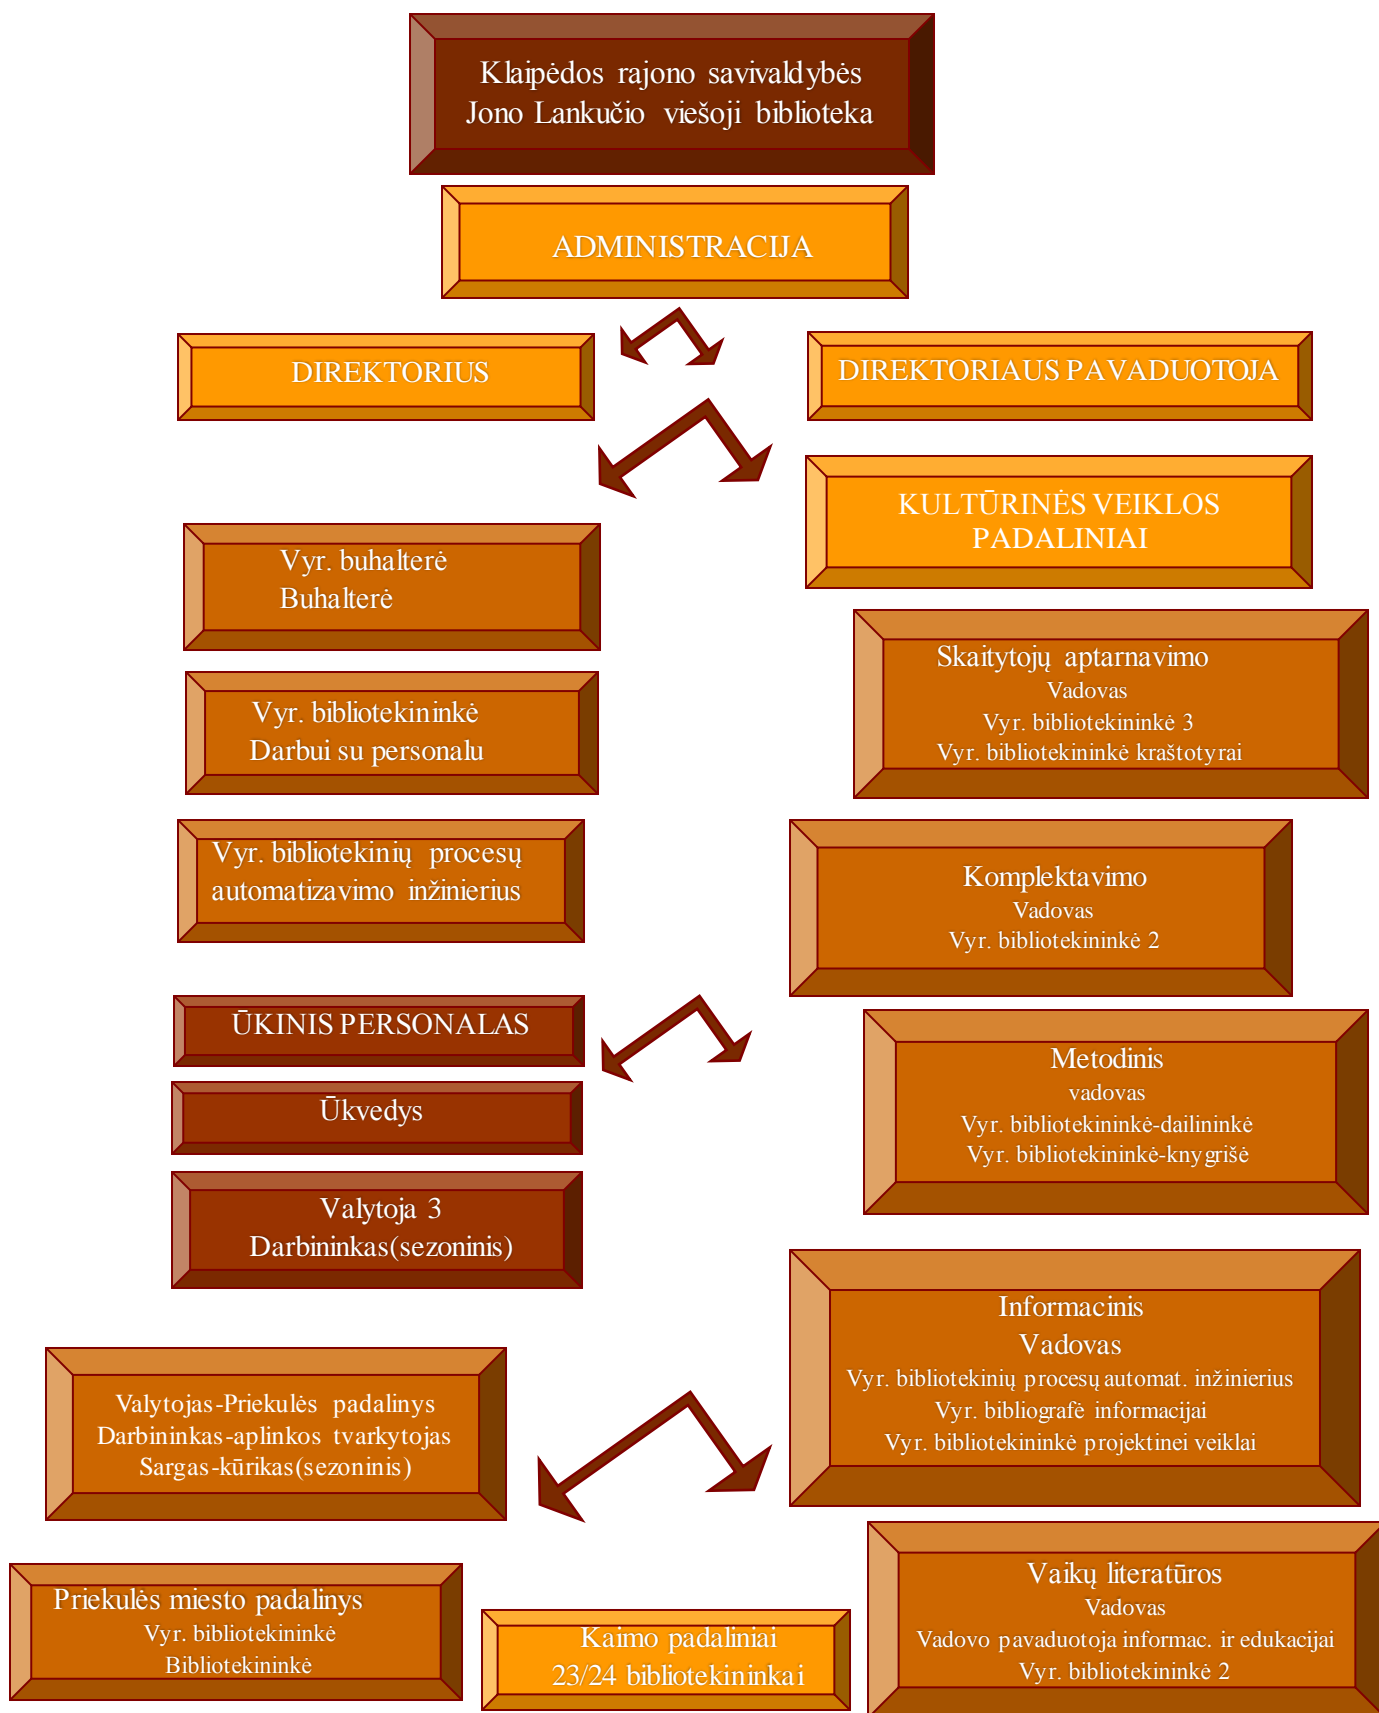 Klaipėdos rajono savivaldybės
Jono Lankučio viešoji biblioteka
ADMINISTRACIJA
DIREKTORIUS
DIREKTORIAUS PAVADUOTOJA
KULTŪRINĖS VEIKLOS
PADALINIAI
Vyr. buhalterė
Buhalterė
Skaitytojų aptarnavimo
Vadovas
Vyr. bibliotekininkė 3
Vyr. bibliotekininkė kraštotyrai
Vyr. bibliotekininkė
Darbui su personalu
Vyr. bibliotekinių procesų
automatizavimo inžinierius
Komplektavimo
Vadovas
Vyr. bibliotekininkė 2
ŪKINIS PERSONALAS
Ūkvedys
Valytoja 3
Darbininkas(sezoninis)
Metodinis
vadovas
Vyr. bibliotekininkė-dailininkė
Vyr. bibliotekininkė-knygrišė
Informacinis
Vadovas
Vyr. bibliotekinių procesų automat. inžinierius
Vyr. bibliografė informacijai
Vyr. bibliotekininkė projektinei veiklai
Valytojas-Priekulės padalinys
Darbininkas-aplinkos tvarkytojas
Sargas-kūrikas(sezoninis)
Priekulės miesto padalinys
Vyr. bibliotekininkė
Bibliotekininkė
Kaimo padaliniai
23/24 bibliotekininkai
Vaikų literatūros
Vadovas
Vadovo pavaduotoja informac. ir edukacijai
Vyr. bibliotekininkė 2